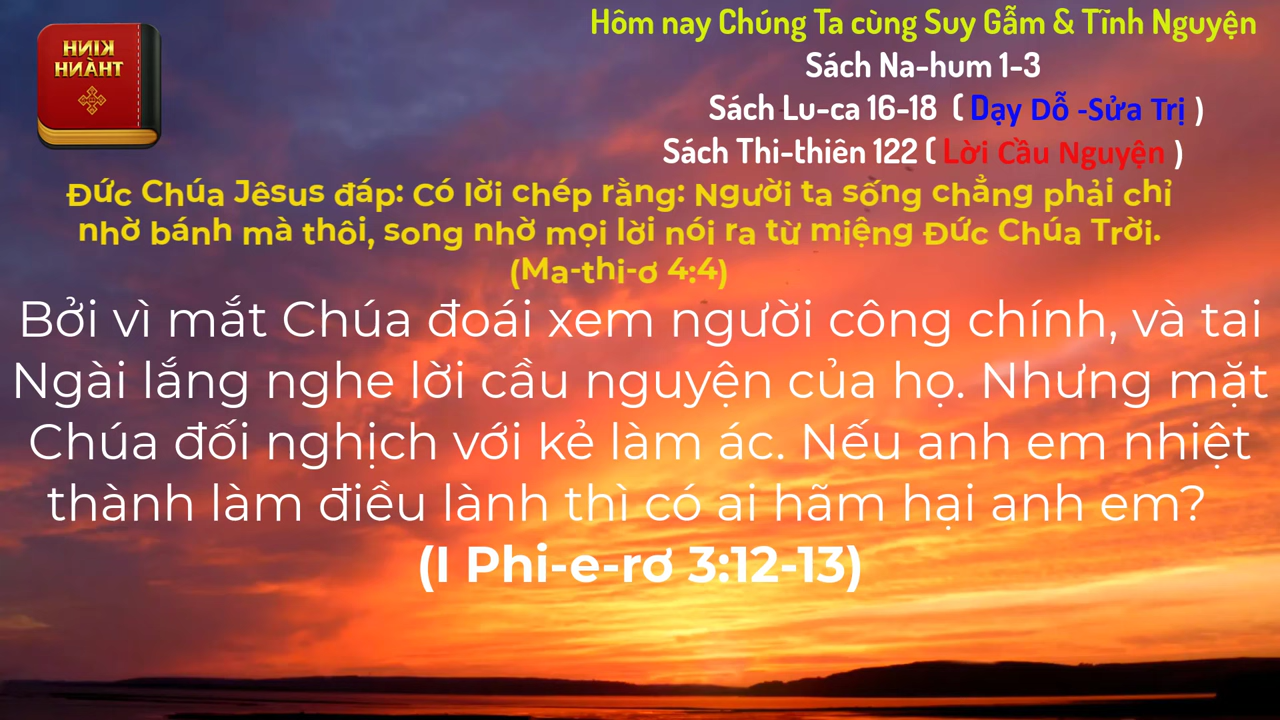 KINH
THÀNH
Hôm nay Chúng Ta cùng Suy Gẫm & Tĩnh Nguyện
Sách Na-hum 1-3
Sách Lu-ca 16-18 ( Dạy Dỗ -Sửa Trị )
Sách Thi-thiên 122 ( Lời Cầu Nguyện )
Đức Chúa Jêsus đáp: Có lời chép rằng: Người ta sống chẳng phải chỉ
nhờ bánh mà thôi, song nhờ mọi lời nói ra từ miệng Đức Chúa Trời.
(Ma-thi-ơ 4:4)
Bởi vì mắt Chúa đoái xem người công chính, và tai
Ngài lắng nghe lời cầu nguyện của họ. Nhưng mặt
Chúa đối nghịch với kẻ làm ác. Nếu anh em nhiệt
thành làm điều lành thì có ai hãm hại anh em?
(I Phi-e-rơ 3:12-13)